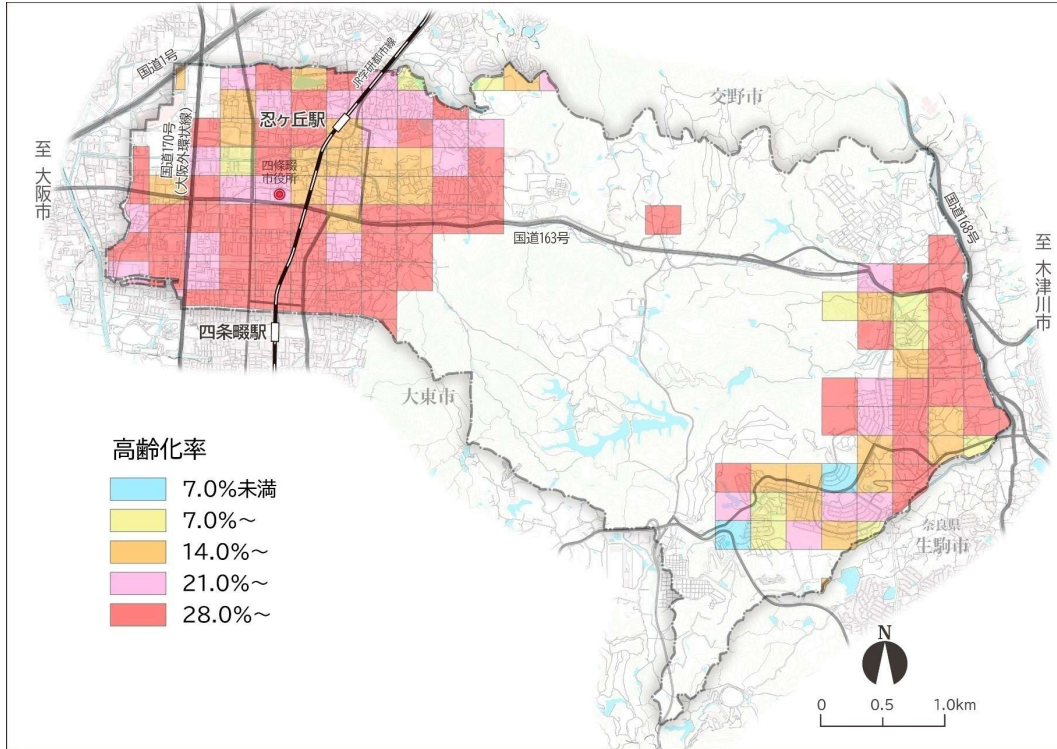 国道1号
JR学研都市線
交野市
忍ヶ丘駅
至 大阪市
国道170号
(大阪外環状線)
四條畷
市役所
国道168号
国道163号
至 木津川市
四条畷駅
大東市
高齢化率
7.0%未満
7.0%~
14.0%~
21.0%~
28.0%~
奈良県
生駒市
N
0 0.5 1.0km